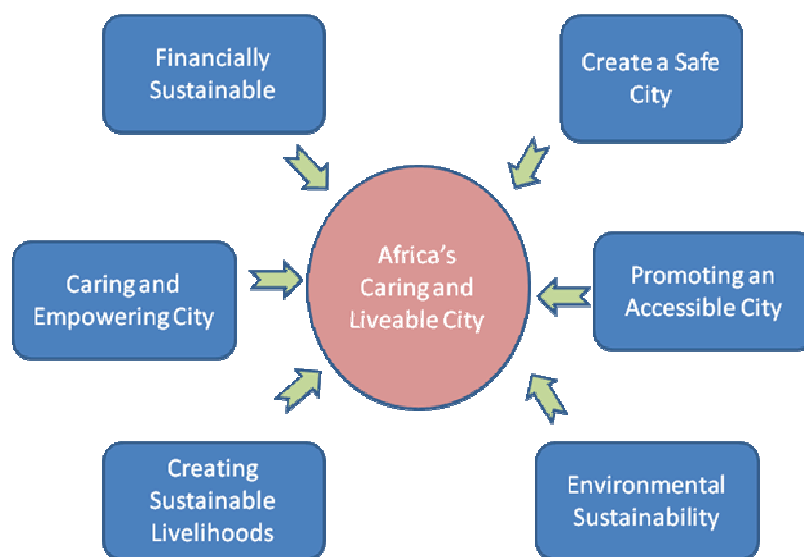 Financially
Sustainable
Create a Safe
City
Africa's
Caring and
Liveable City
Caring and
Empowering City
Promoting an
Accessible City
Creating
Sustainable
Livelihoods
Environmental
Sustainability